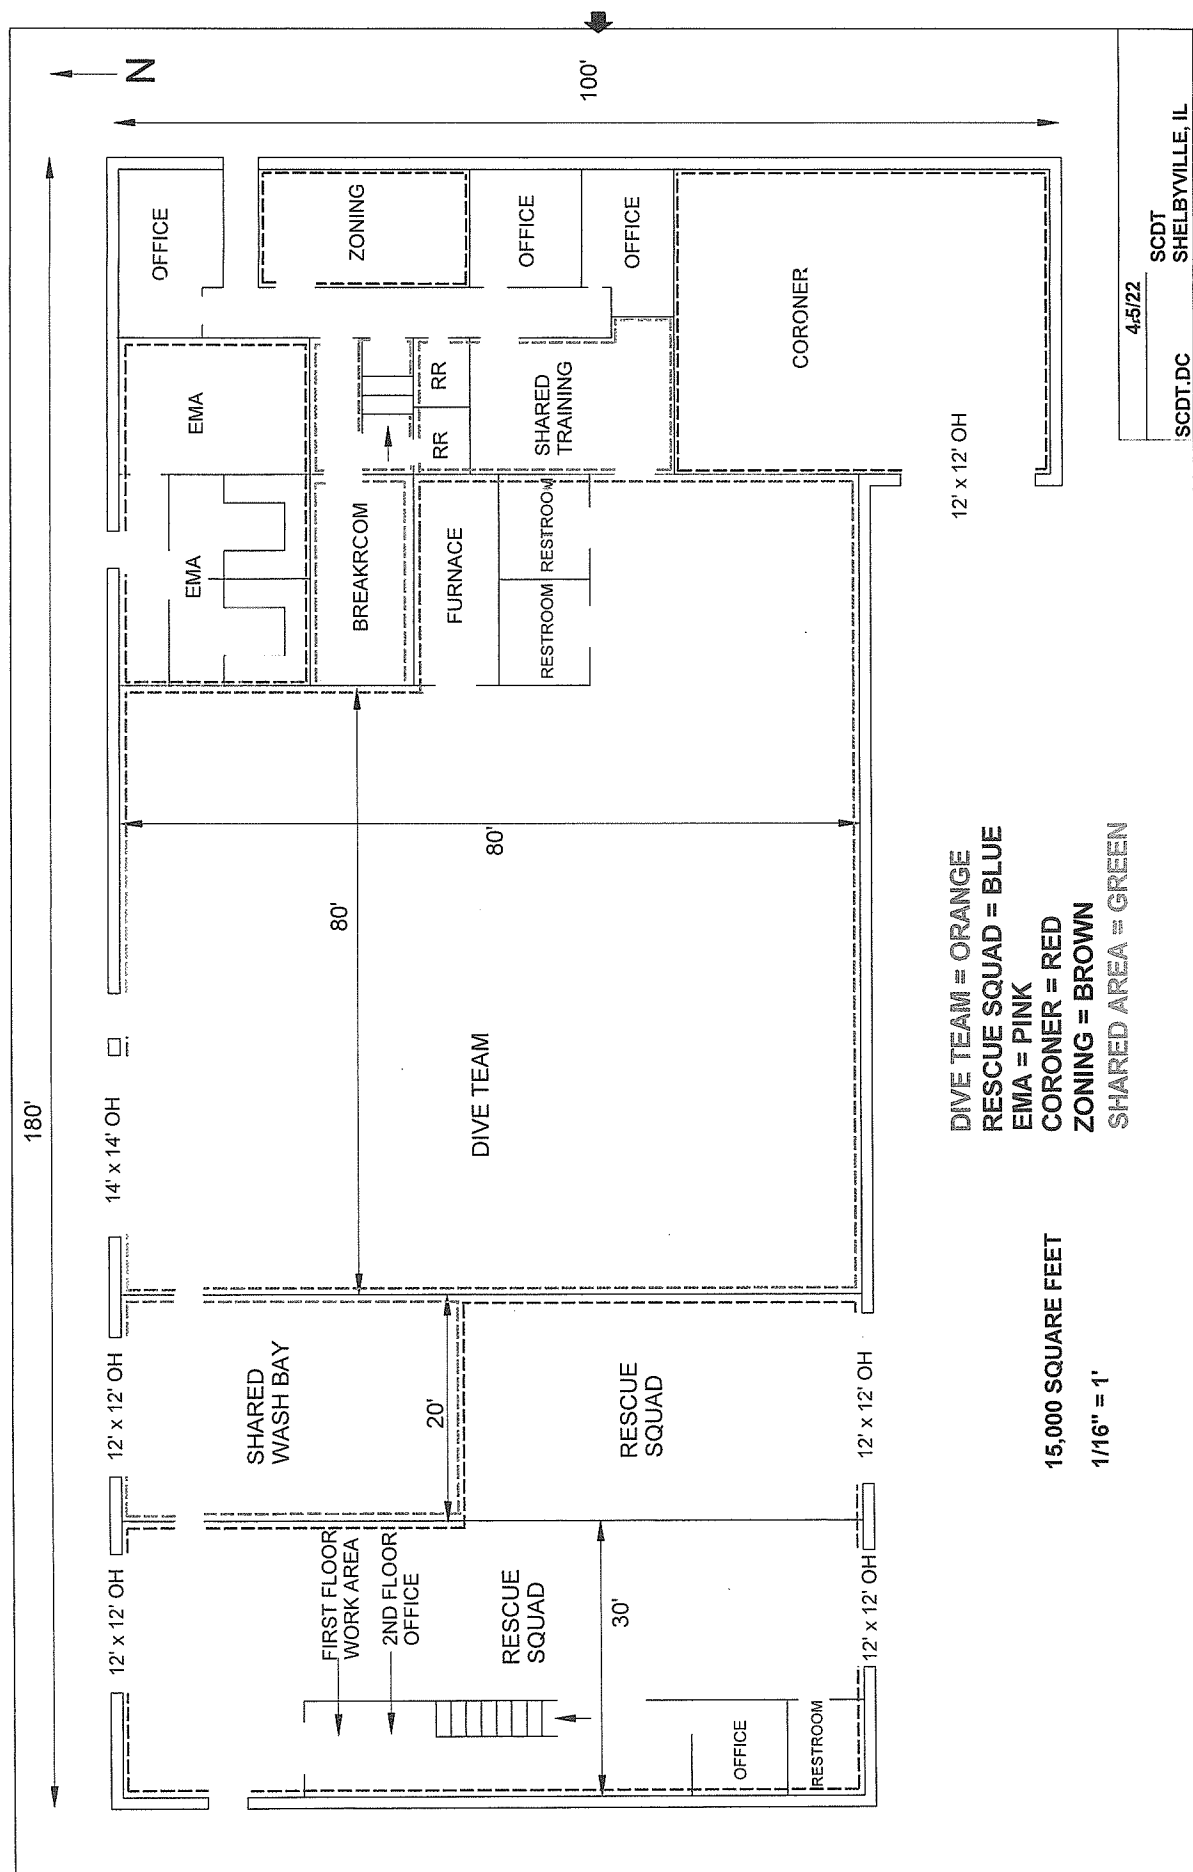 N
180'
100'
14' x 14' OH
12' x 12' OH
12' x 12' OH
OFFICE
EMA
EMA
ZONING
BREAKRCOM
RR
RR
FURNACE
OFFICE
SHARED
TRAINING
RESTROOM
RESTROOM
OFFICE
CORONER
12' x 12' OH
80'
80'
DIVE TEAM
SHARED
WASH BAY
20'
RESCUE
SQUAD
FIRST FLOOR
WORK AREA
2ND FLOOR
OFFICE
RESCUE
SQUAD
30'
OFFICE
RESTROOM
12' x 12' OH
12' x 12' OH
DIVE TEAM = ORANGE
RESCUE SQUAD = BLUE
EMA = PINK
CORONER = RED
ZONING = BROWN
SHARED AREA = GREEN
15,000 SQUARE FEET
1/16" = 1'
SCDT
SHELBYVILLE, IL
SCDT.DC